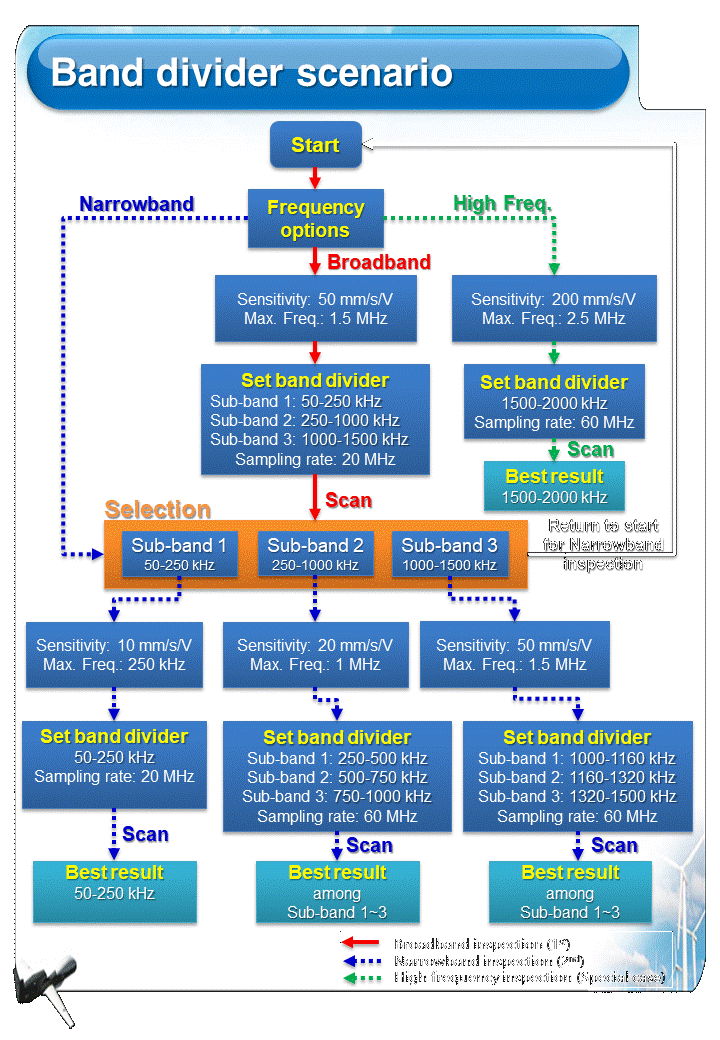 Band divider scenario
Start
Narrowband
Frequency
options
High Freq.
Broadband
Sensitivity: 50 mm/s/V
Max. Freq.: 1.5 MHz
Sensitivity: 200 mm/s/V
Max. Freq.: 2.5 MHz
Set band divider
Sub-band 1: 50-250 kHz
Sub-band 2: 250-1000 kHz
Sub-band 3: 1000-1500 kHz
Sampling rate: 20 MHz
Set band divider
1500-2000 kHz
Sampling rate: 60 MHz
Scan
Best result
1500-2000 kHz
Scan
Selection
Sub-band 1
50-250 kHz
Sub-band 2
250-1000 kHz
Sub-band 3
1000-1500 kHz
Return to start
for Narrowband
inspection
Sensitivity: 10 mm/s/V
Max. Freq.: 250 kHz
Sensitivity: 20 mm/s/V
Max. Freq.: 1 MHz
Sensitivity: 50 mm/s/V
Max. Freq.: 1.5 MHz
Set band divider
50-250 kHz
Sampling rate: 20 MHz
Set band divider
Sub-band 1: 250-500 kHz
Sub-band 2: 500-750 kHz
Sub-band 3: 750-1000 kHz
Sampling rate: 60 MHz
Set band divider
Sub-band 1: 1000-1160 kHz
Sub-band 2: 1160-1320 kHz
Sub-band 3: 1320-1500 kHz
Sampling rate: 60 MHz
Scan
Scan
Scan
Best result
50-250 kHz
Best result
among
Sub-band 1~3
Best result
among
Sub-band 1~3
Broadband inspection (1st)
Narrowband inspection (2nd)
High frequency inspection (Special case)